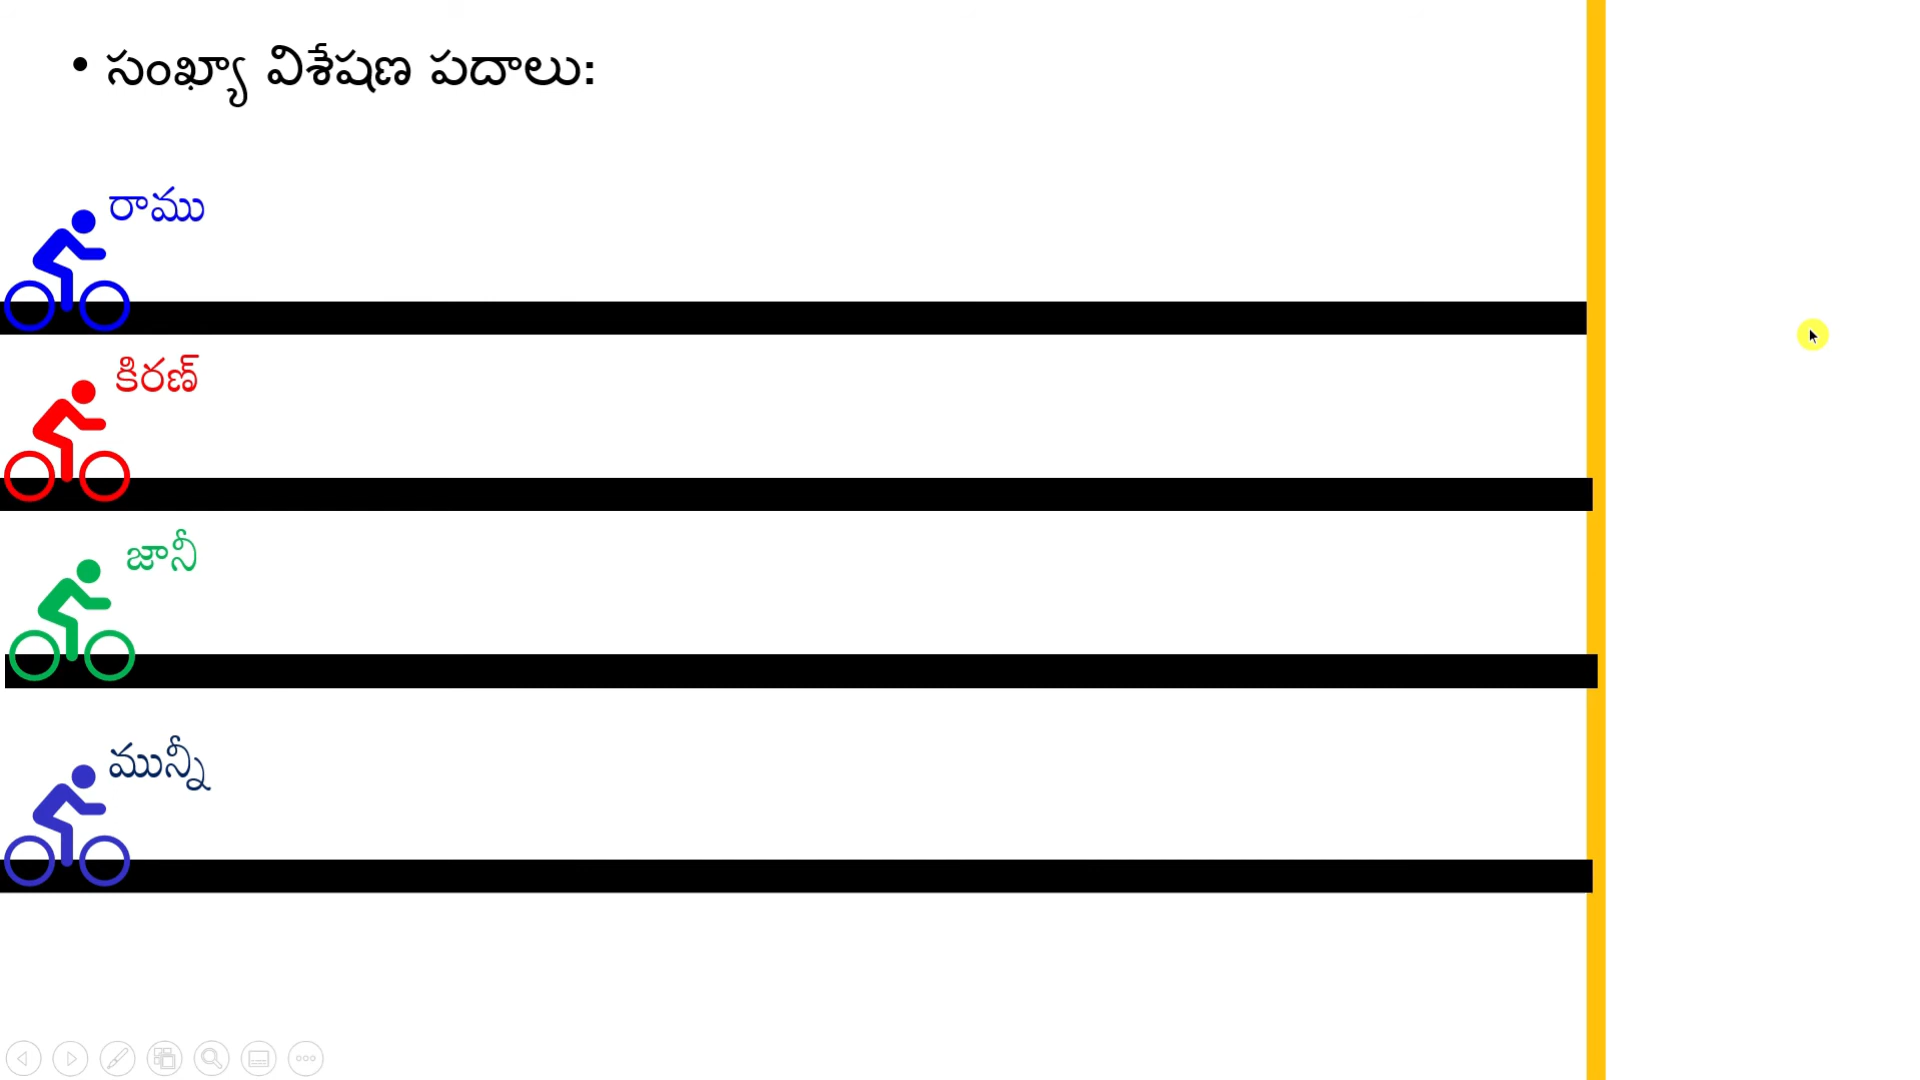 • సంఖ్యా విశేషణ పదాలు:
రాము
కిరణ్
జానీ
మున్నీ